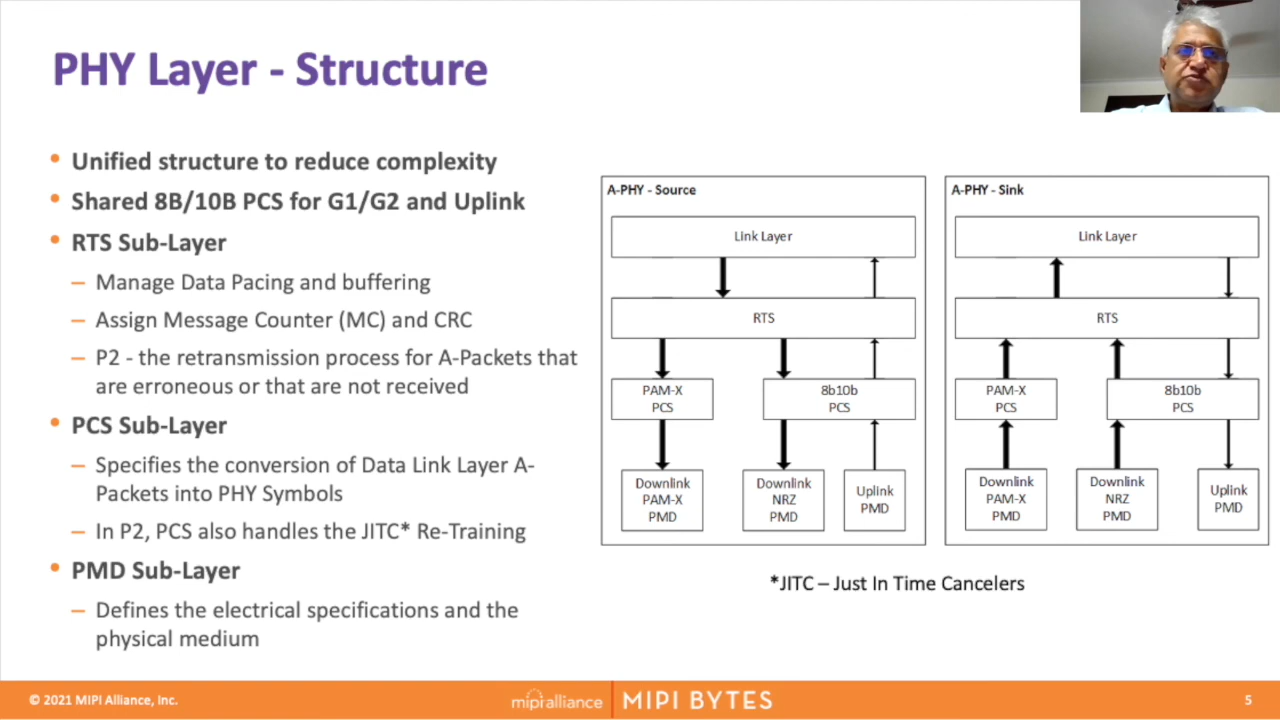 PHY Layer - Structure
• Unified structure to reduce complexity
• Shared 8B/10B PCS for G1/G2 and Uplink
• RTS Sub-Layer
– Manage Data Pacing and buffering
– Assign Message Counter (MC) and CRC
– P2 - the retransmission process for A-Packets that
are erroneous or that are not received
• PCS Sub-Layer
– Specifies the conversion of Data Link Layer A-
Packets into PHY Symbols
– In P2, PCS also handles the JITC* Re-Training
• PMD Sub-Layer
– Defines the electrical specifications and the
physical medium
A-PHY - Source
Link Layer
RTS
PAM-X
PCS
8b10b
PCS
Downlink
PAM-X
PMD
Downlink
NRZ
PMD
Uplink
PMD
A-PHY - Sink
Link Layer
RTS
PAM-X
PCS
8b10b
PCS
Downlink
PAM-X
PMD
Downlink
NRZ
PMD
Uplink
PMD
*JITC – Just In Time Cancelers
© 2021 MIPI Alliance, Inc.
mipi alliance
MIPI BYTES
5